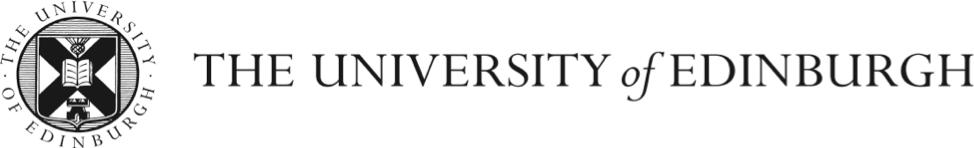 THE UNIVERSITY OF EDINBURGH
THE UNIVERSITY of EDINBURGH